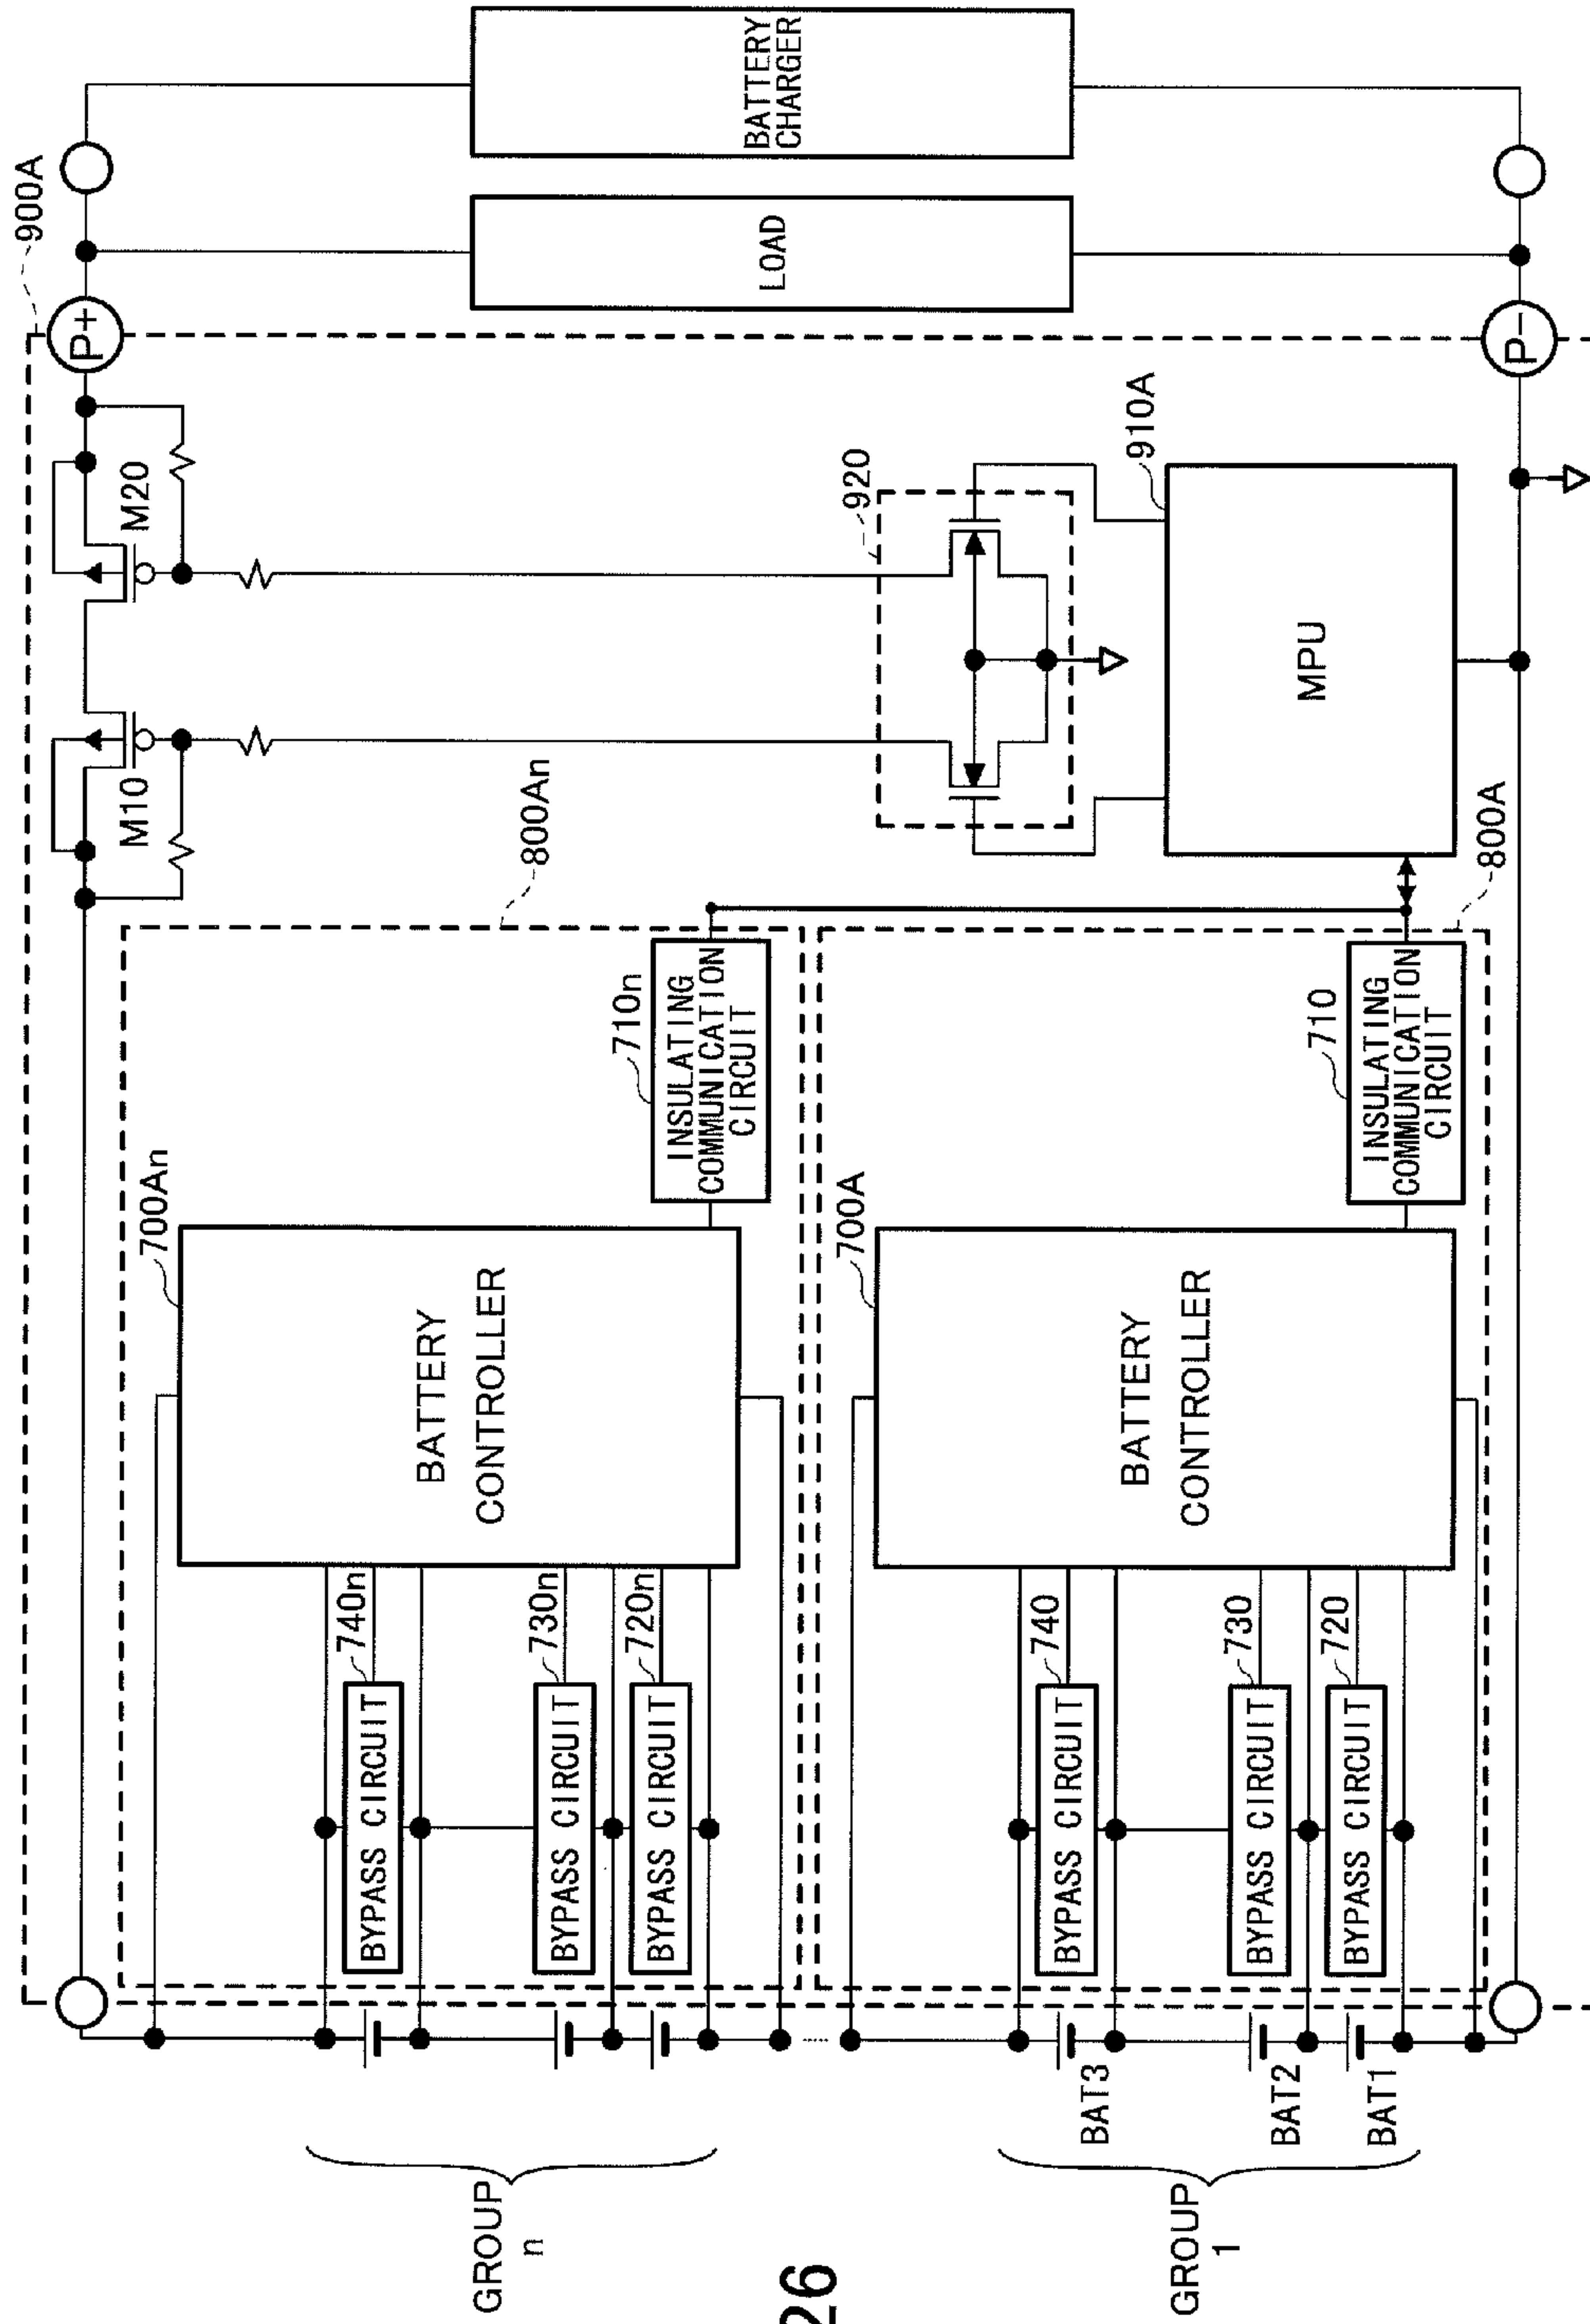 900A
P+
M10
M20
BATTERY
CHARGER
LOAD
P-
920
910A
MPU
800An
800A
700An
BATTERY
CONTROLLER
710n
INSULATING
COMMUNICATION
CIRCUIT
740n
BYPASS CIRCUIT
730n
BYPASS CIRCUIT
720n
BYPASS CIRCUIT
700A
BATTERY
CONTROLLER
710
INSULATING
COMMUNICATION
CIRCUIT
740
BYPASS CIRCUIT
730
BYPASS CIRCUIT
720
BYPASS CIRCUIT
BAT3
BAT2
BAT1
GROUP
n
GROUP
1
26